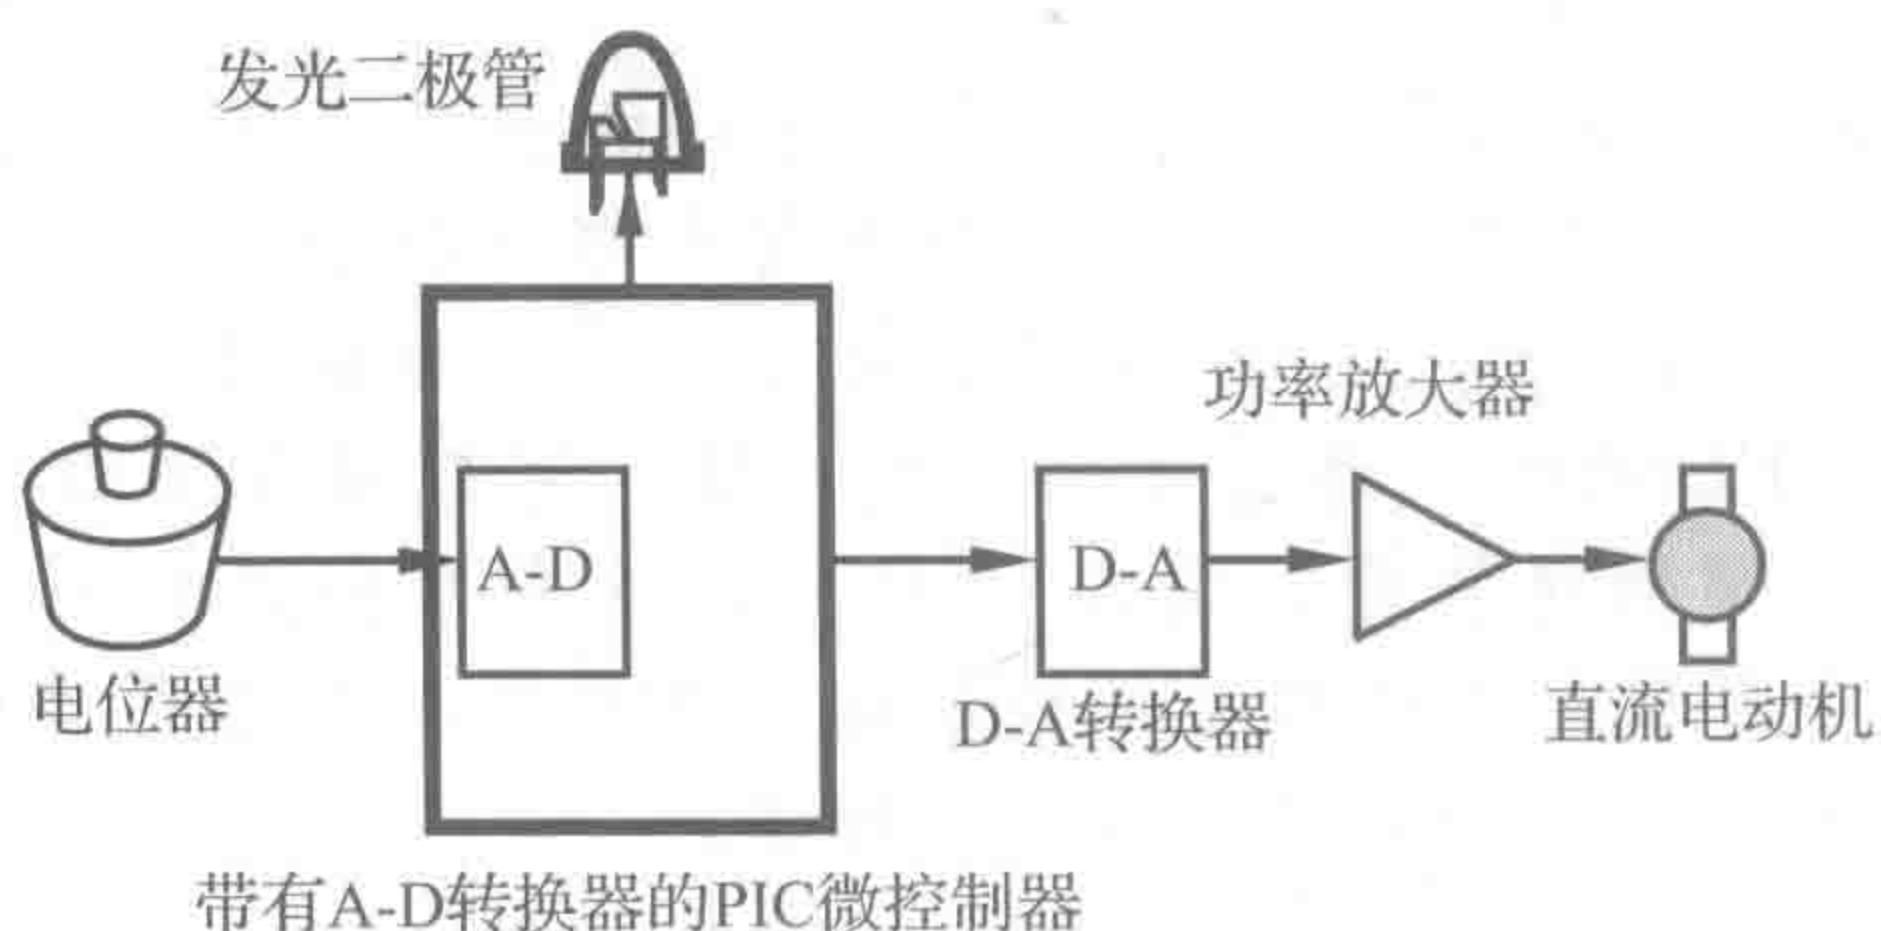 发光二极管
功率放大器
A-D
D-A
电位器
D-A转换器
直流电动机
带有A-D转换器的PIC微控制器